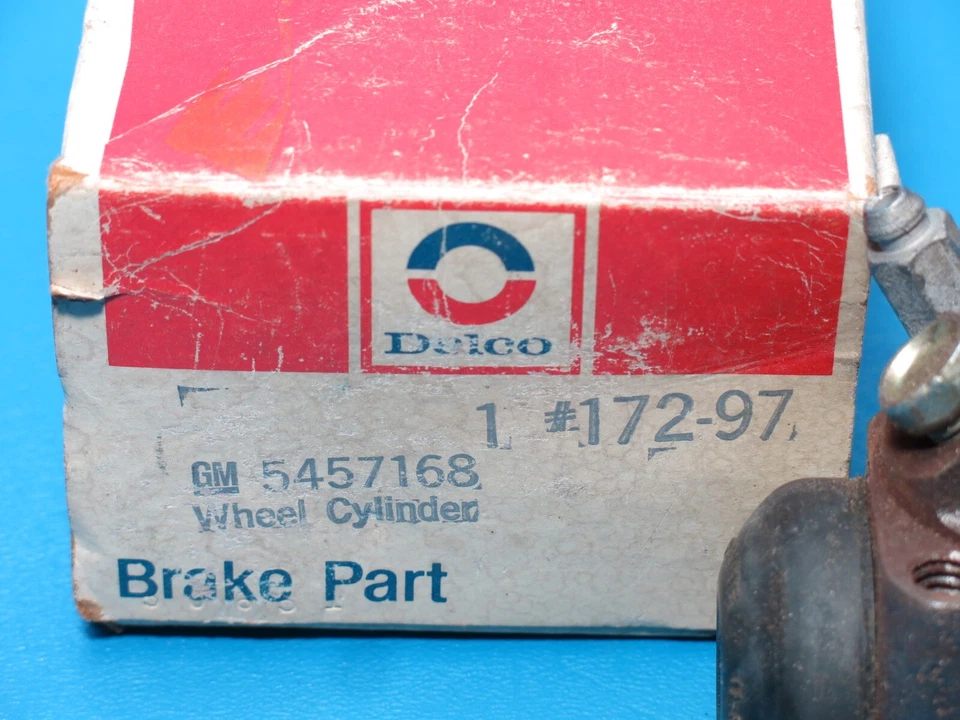 Delco
1 #172-97
GM 5457168
Wheel Cylinder
Brake Part